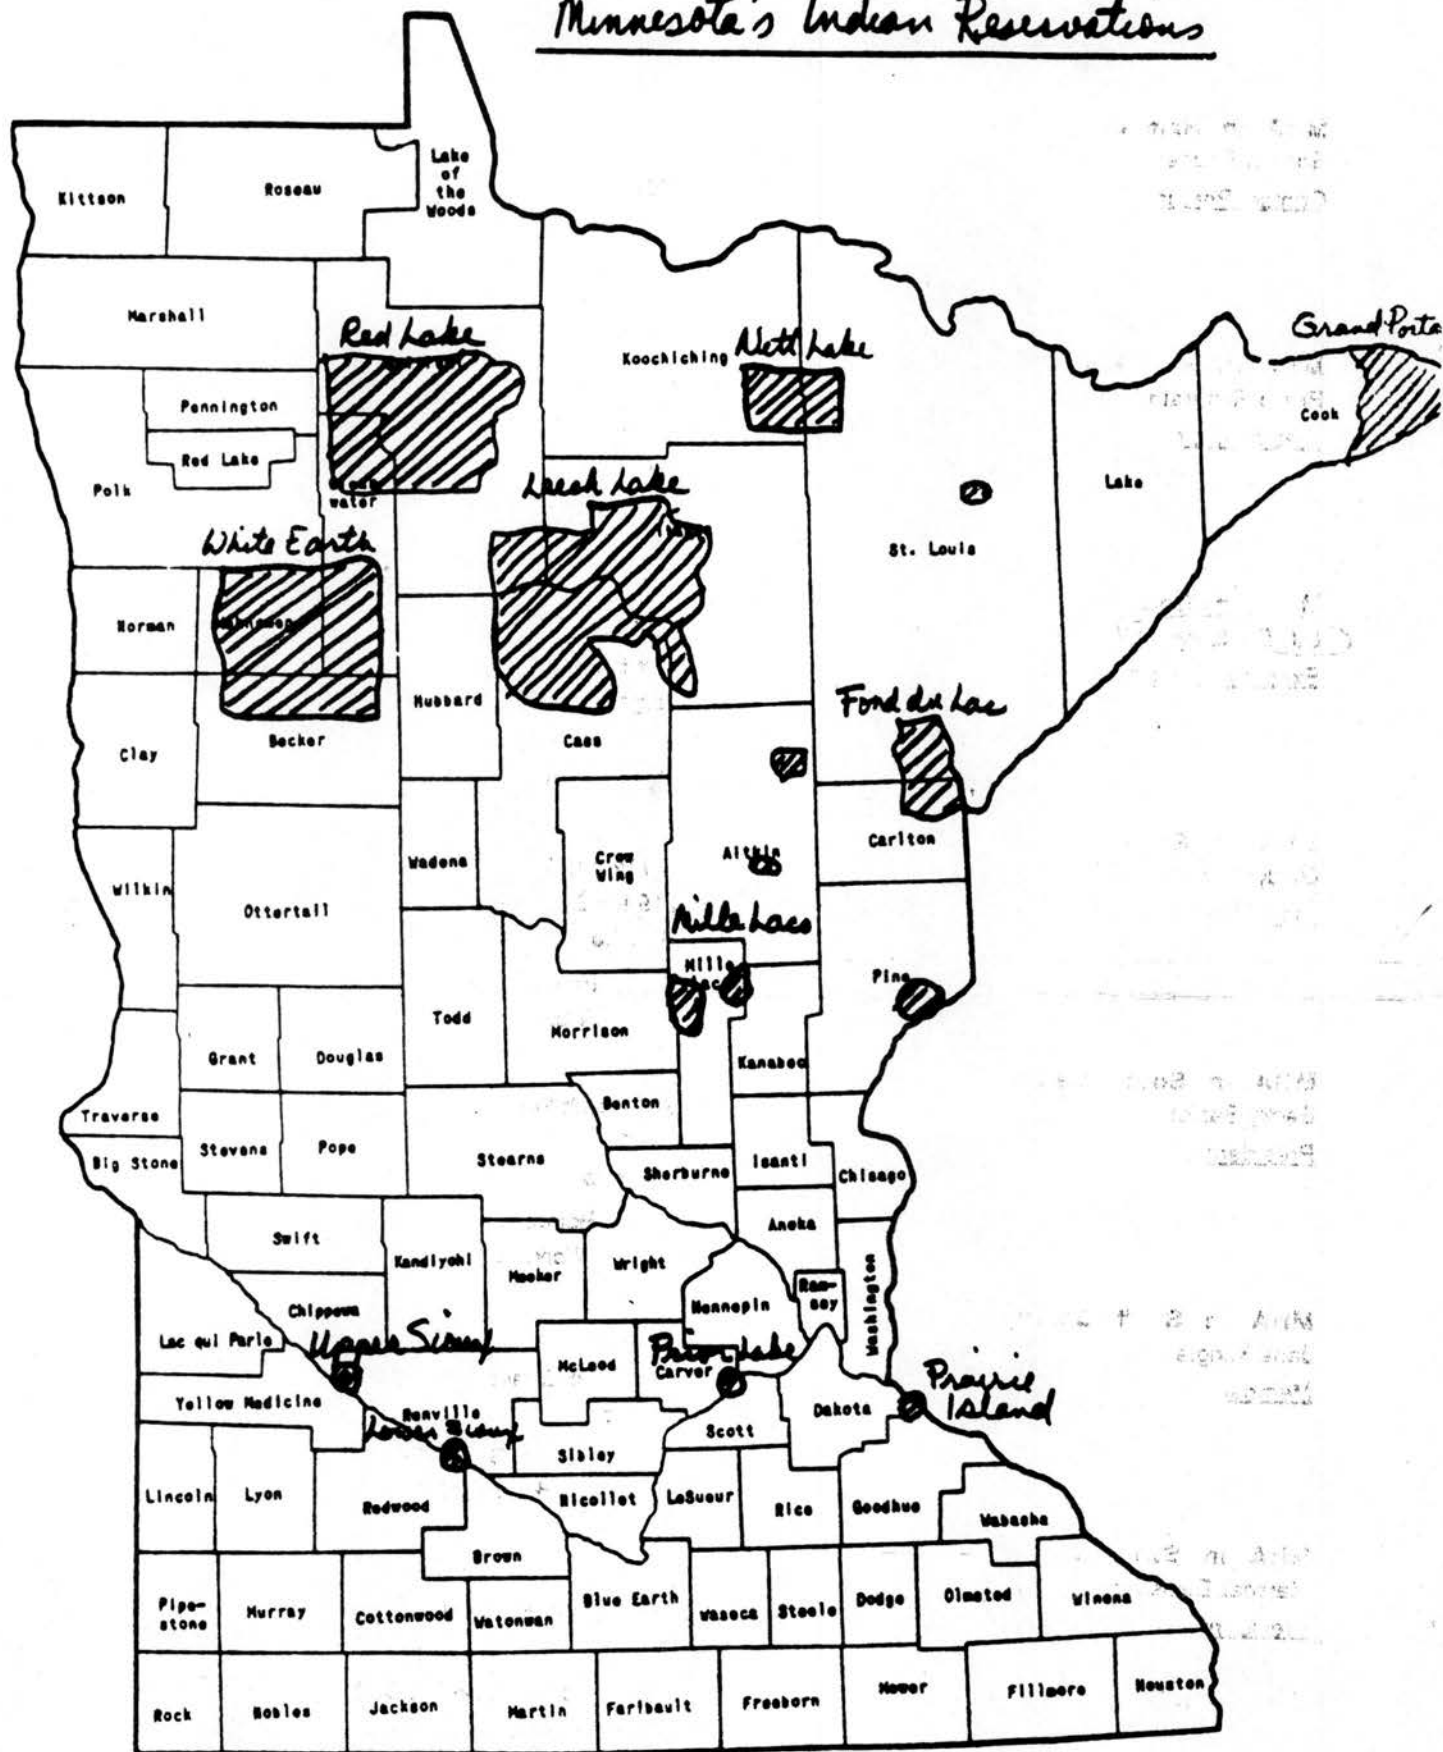 Minnesota's Indian Reservations
Kittson
Roseau
Lake
of
the
Woods
Marshall
Red Lake
Koochiching
Nett Lake
Grand Porta
Pennington
Red Lake
Polk
water
Cook
Leech Lake
Lake
White Earth
St. Louis
Norman
Hubbard
Fond du Lac
Clay
Becker
Cass
Wadena
Crow
Wing
Aitkin
Carlton
Wilkin
Ottertail
Mille Lacs
Mille
Lac
Pine
Todd
Morrison
Grant
Douglas
Kanabec
Benton
Traverse
Big Stone
Stevens
Pope
Stearns
Sherburne
Isanti
Chisago
Anoka
Swift
Kandiyohi
Meeker
Wright
Hennepin
Ram-
sey
Washington
Chippewa
Lac qui Parle
Upper Sioux
McLeod
Prior Lake
Carver
Prairie
Island
Yellow Medicine
Renville
Lower Sioux
Dakota
Scott
Sibley
Lincoln
Lyon
Redwood
Nicollet
LeSueur
Rice
Goodhue
Wabasha
Brown
Pipe-
stone
Murray
Cottonwood
Watonwan
Blue Earth
Waseca
Steele
Dodge
Olmsted
Winona
Rock
Nobles
Jackson
Martin
Faribault
Freeborn
Mower
Fillmore
Houston